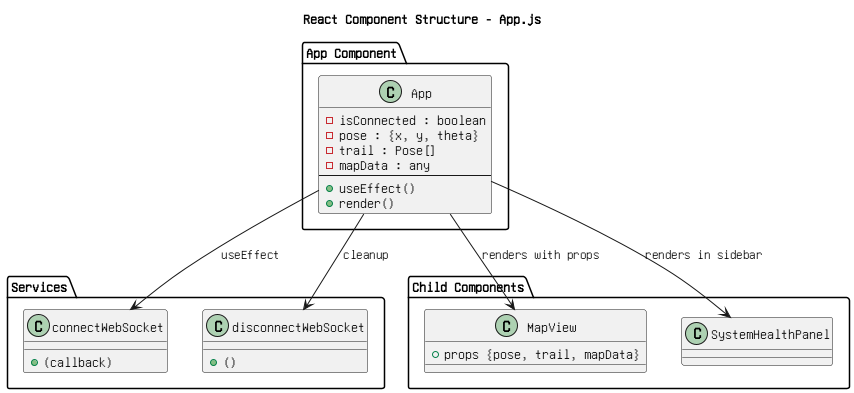 React Component Structure - App.js
App Component
C App
isConnected : boolean
pose : {x, y, theta}
trail : Pose[]
mapData : any
useEffect()
render()
useEffect
cleanup
renders with props
renders in sidebar
Services
C connectWebSocket
(callback)
C disconnectWebSocket
()
Child Components
C MapView
props {pose, trail, mapData}
C SystemHealthPanel